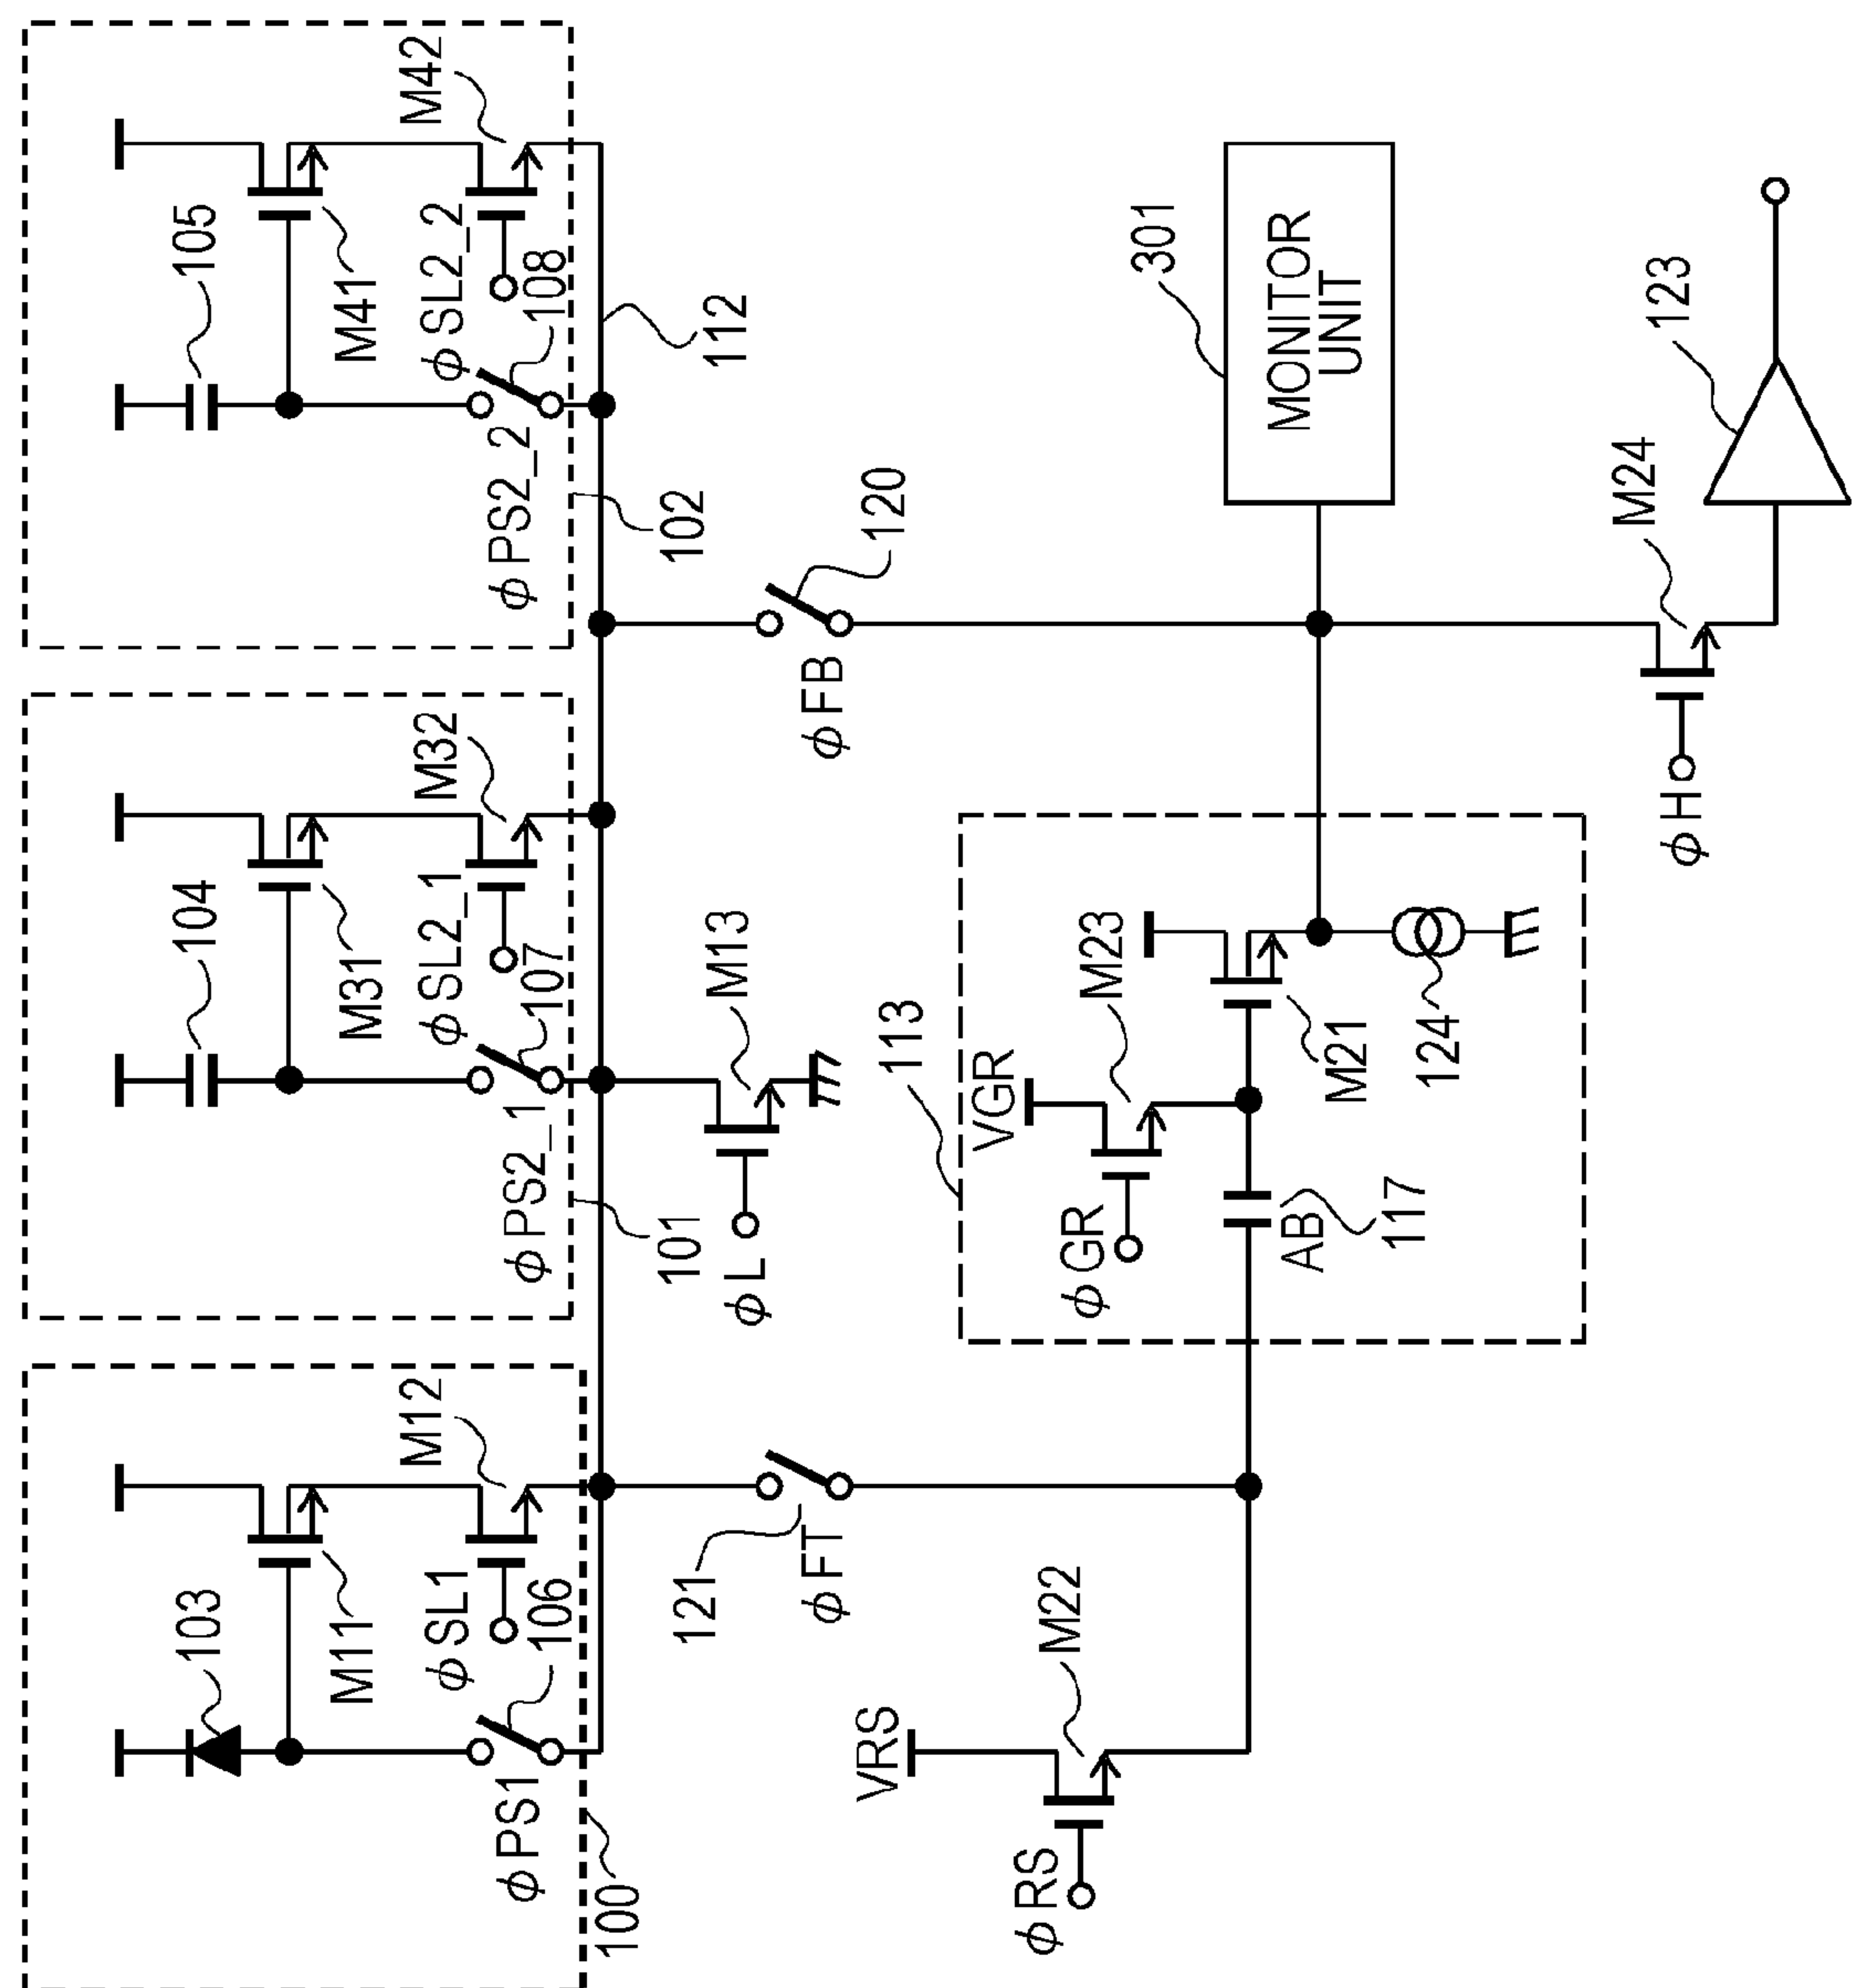 103
M11
M12
φSL1
106
φPS1
100
104
M31
M32
φSL2_1
107
φPS2_1
101
105
M41
M42
φSL2_2
108
φPS2_2
102
112
φL
M13
121
φFT
φFB
120
VRS
M22
φRS
113
VGR
M23
φGR
AB
117
M21
124
301
MONITOR
UNIT
φH
M24
123